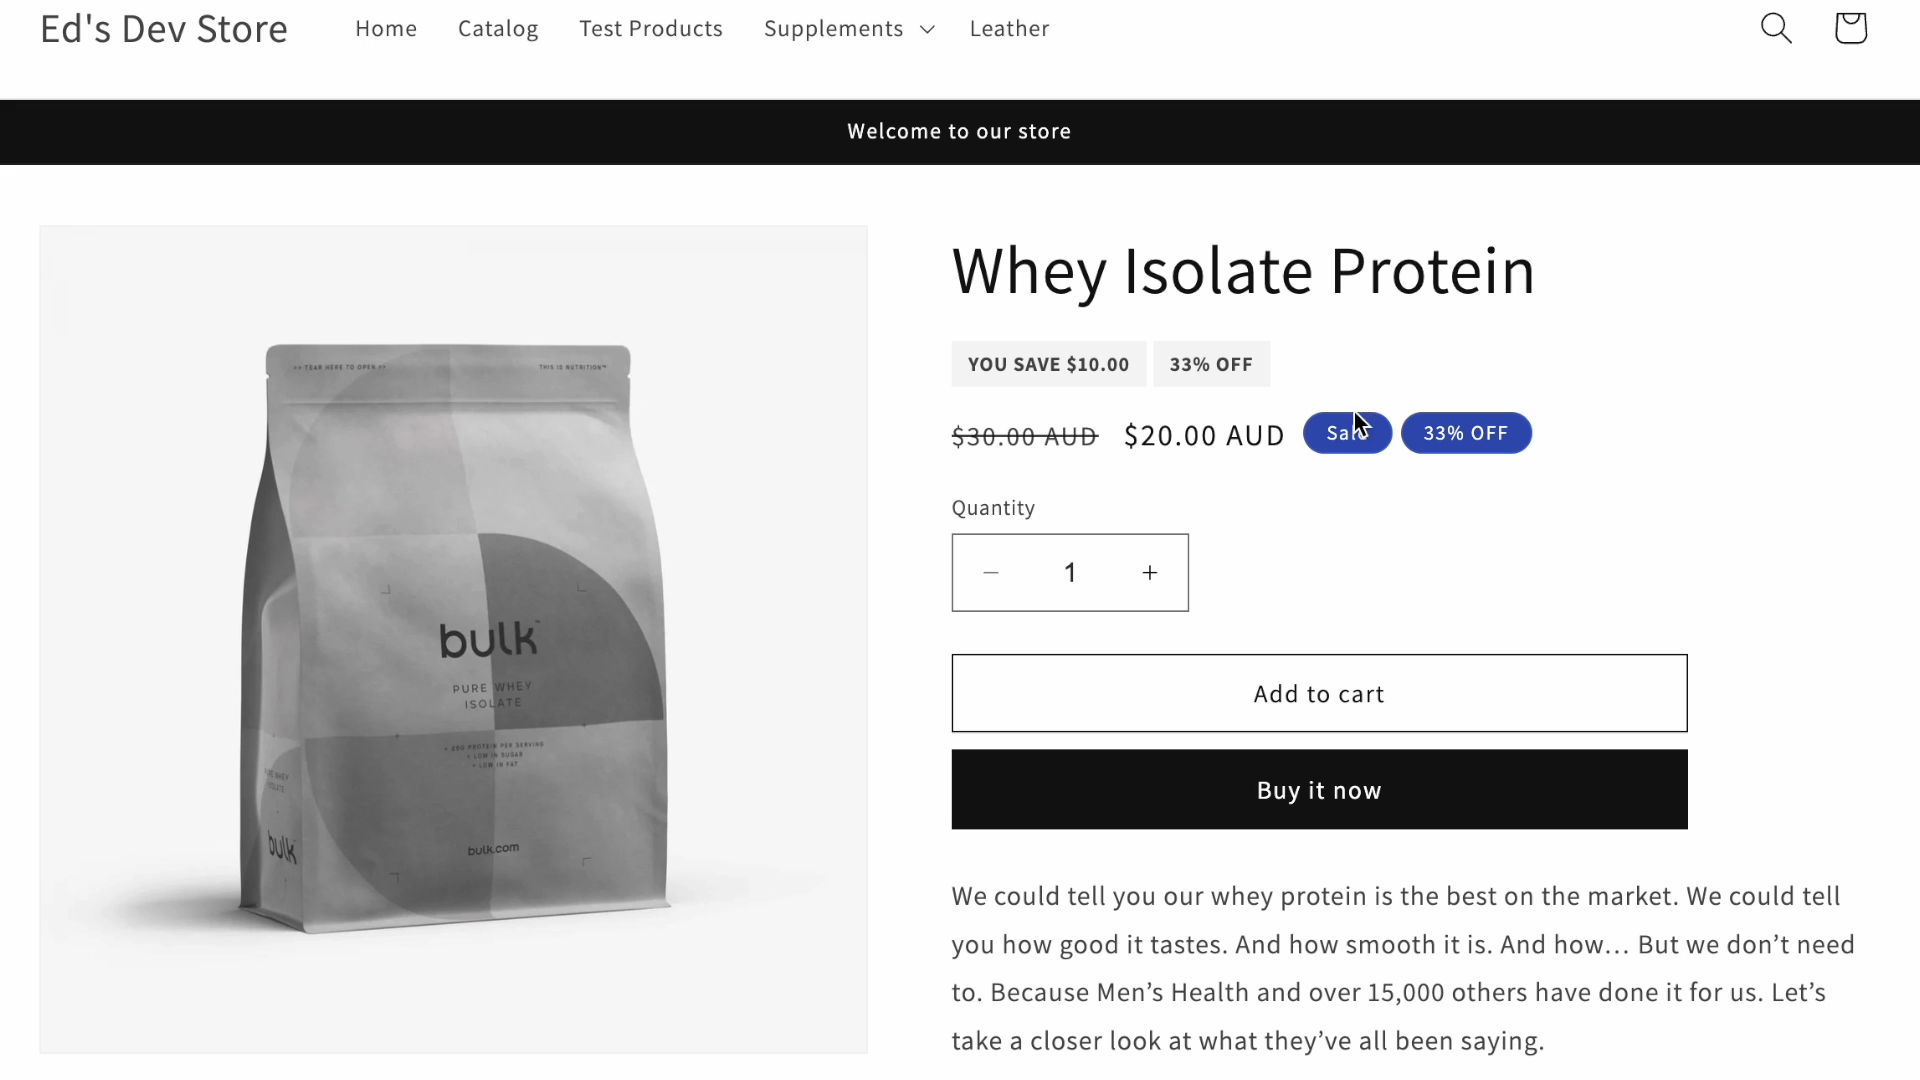 Ed's Dev Store Home Catalog Test Products Supplements Leather
Welcome to our store
Whey Isolate Protein
YOU SAVE $10.00 33% OFF
$30.00 AUD $20.00 AUD Sale 33% OFF
Quantity
− 1 +
Add to cart
Buy it now
We could tell you our whey protein is the best on the market. We could tell
you how good it tastes. And how smooth it is. And how… But we don’t need
to. Because Men’s Health and over 15,000 others have done it for us. Let’s
take a closer look at what they’ve all been saying.
>> TEAR HERE TO OPEN >> THIS IS NUTRITION™
bulk™
PURE WHEY
ISOLATE
+ LOW IN SUGAR
+ LOW IN FAT
bulk
bulk.com